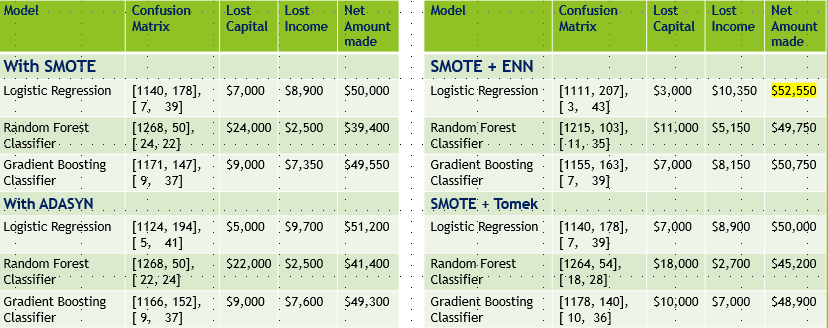 Model Confusion Matrix Lost Capital Lost Income Net Amount made
With SMOTE
Logistic Regression [1140, 178], [ 7, 39] $7,000 $8,900 $50,000
Random Forest Classifier [1268, 50], [ 24, 22] $24,000 $2,500 $39,400
Gradient Boosting Classifier [1171, 147], [ 9, 37] $9,000 $7,350 $49,550
With ADASYN
Logistic Regression [1124, 194], [ 5, 41] $5,000 $9,700 $51,200
Random Forest Classifier [1268, 50], [ 22, 24] $22,000 $2,500 $41,400
Gradient Boosting Classifier [1166, 152], [ 9, 37] $9,000 $7,600 $49,300
Model Confusion Matrix Lost Capital Lost Income Net Amount made
SMOTE + ENN
Logistic Regression [1111, 207], [ 3, 43] $3,000 $10,350 $52,550
Random Forest Classifier [1215, 103], [ 11, 35] $11,000 $5,150 $49,750
Gradient Boosting Classifier [1155, 163], [ 7, 39] $7,000 $8,150 $50,750
SMOTE + Tomek
Logistic Regression [1140, 178], [ 7, 39] $7,000 $8,900 $50,000
Random Forest Classifier [1264, 54], [ 18, 28] $18,000 $2,700 $45,200
Gradient Boosting Classifier [1178, 140], [ 10, 36] $10,000 $7,000 $48,900